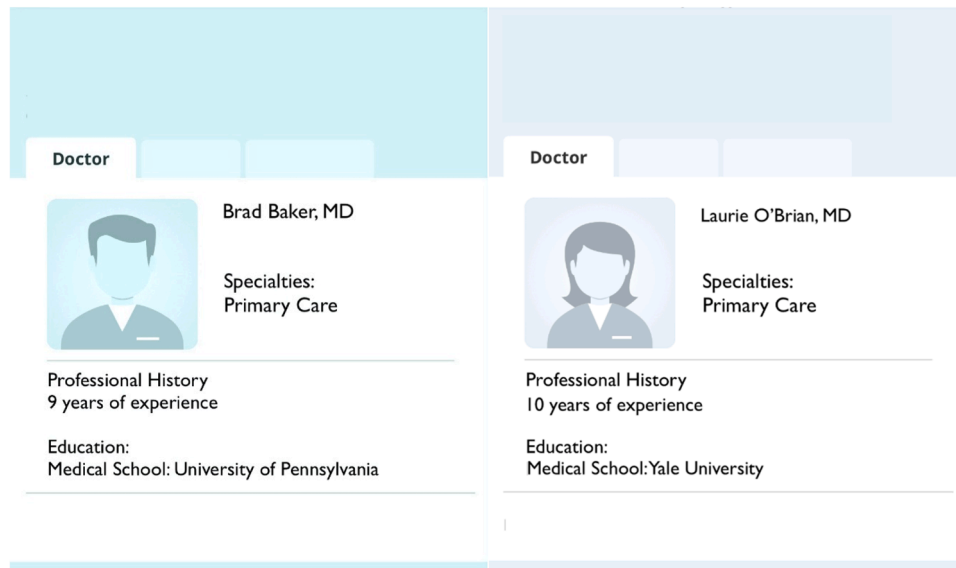 Doctor
Brad Baker, MD
Specialties:
Primary Care
Professional History
9 years of experience
Education:
Medical School: University of Pennsylvania
Doctor
Laurie O'Brian, MD
Specialties:
Primary Care
Professional History
10 years of experience
Education:
Medical School:Yale University